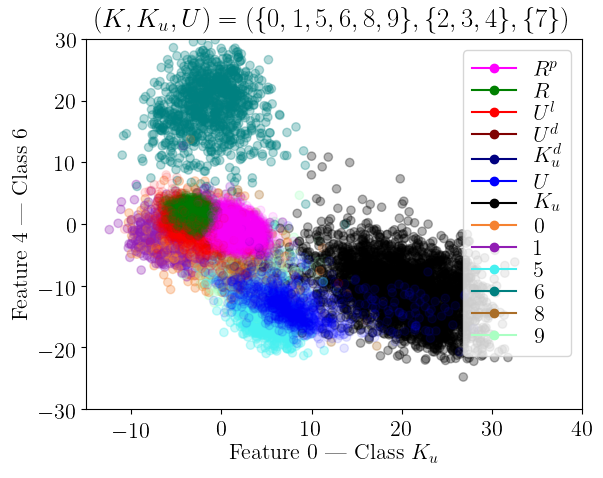 (K, K_u, U) = ({0, 1, 5, 6, 8, 9}, {2, 3, 4}, {7})
30
20
10
0
−10
−20
−30
Feature 4 — Class 6
R^p
R
U^l
U^d
K_u^d
U
K_u
0
1
5
6
8
9
−10
0
10
20
30
40
Feature 0 — Class K_u